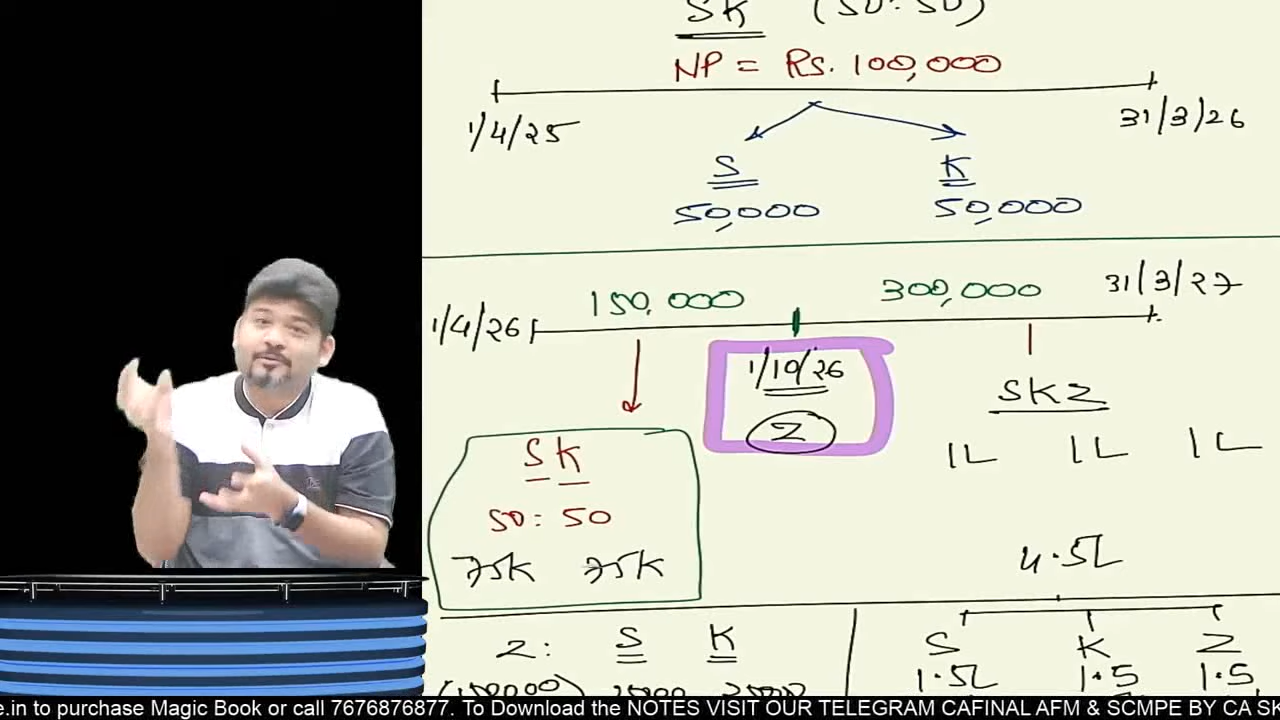 SK (50:50)
NP = Rs. 100,000
1/4/25 31/3/26
S K
50,000 50,000
1/4/26 150,000 300,000 31/3/27
1/10/26
Z
SKZ
1L 1L 1L
SK
50:50
75K 75K
4.5L
Z: S K
S K Z
(150000) 75000 75000
1.5L 1.5 1.5
e.in to purchase Magic Book or call 7676876877. To Download the NOTES VISIT OUR TELEGRAM CAFINAL AFM & SCMPE BY CA SK